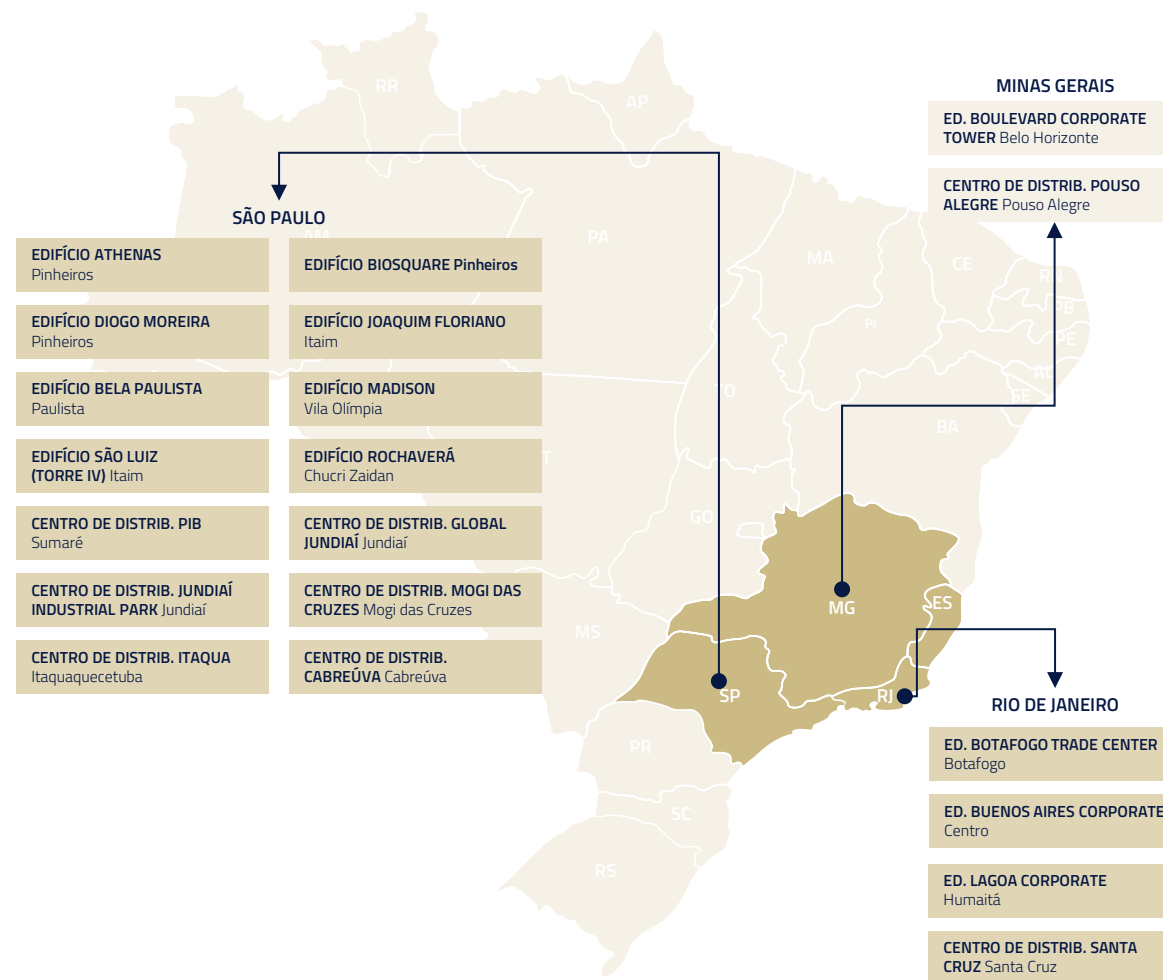 RR
AP
AM
PA
MA
CE
RN
PB
PI
PE
AL
SE
TO
BA
T
GO
MG
ES
MS
SP
RJ
PR
SC
RS
SÃO PAULO
EDIFÍCIO ATHENAS
Pinheiros
EDIFÍCIO DIOGO MOREIRA
Pinheiros
EDIFÍCIO BELA PAULISTA
Paulista
EDIFÍCIO SÃO LUIZ
(TORRE IV) Itaim
CENTRO DE DISTRIB. PIB
Sumaré
CENTRO DE DISTRIB. JUNDIAÍ
INDUSTRIAL PARK Jundiaí
CENTRO DE DISTRIB. ITAQUA
Itaquaquecetuba
EDIFÍCIO BIOSQUARE Pinheiros
EDIFÍCIO JOAQUIM FLORIANO
Itaim
EDIFÍCIO MADISON
Vila Olímpia
EDIFÍCIO ROCHAVERÁ
Chucri Zaidan
CENTRO DE DISTRIB. GLOBAL
JUNDIAÍ Jundiaí
CENTRO DE DISTRIB. MOGI DAS
CRUZES Mogi das Cruzes
CENTRO DE DISTRIB.
CABREÚVA Cabreúva
MINAS GERAIS
ED. BOULEVARD CORPORATE
TOWER Belo Horizonte
CENTRO DE DISTRIB. POUSO
ALEGRE Pouso Alegre
RIO DE JANEIRO
ED. BOTAFOGO TRADE CENTER
Botafogo
ED. BUENOS AIRES CORPORATE
Centro
ED. LAGOA CORPORATE
Humaitá
CENTRO DE DISTRIB. SANTA
CRUZ Santa Cruz